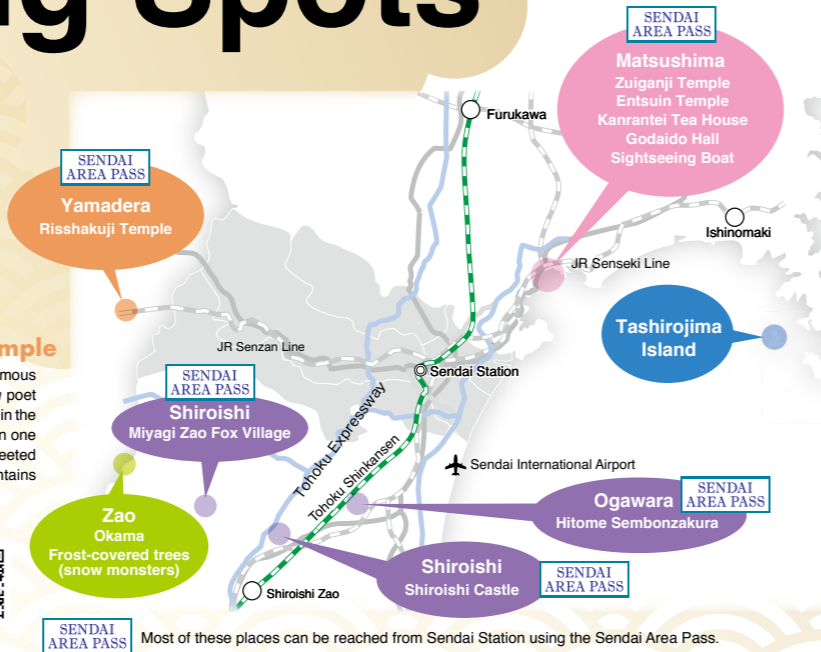 ng Spots
SENDAI
AREA PASS
Matsushima
Zuiganji Temple
Entsuin Temple
Kanrantei Tea House
Godaido Hall
Sightseeing Boat
Furukawa
SENDAI
AREA PASS
Yamadera
Risshakuji Temple
Ishinomaki
JR Senseki Line
Tashirojima
Island
mple
mous
poet
in the
n one
eeted
ntains
JR Senzan Line
Sendai Station
SENDAI
AREA PASS
Shiroishi
Miyagi Zao Fox Village
Tohoku Expressway
Tohoku Shinkansen
Sendai International Airport
Zao
Okama
Frost-covered trees
(snow monsters)
Ogawara
Hitome Sembonzakura
SENDAI
AREA PASS
Shiroishi
Shiroishi Castle
SENDAI
AREA PASS
Shiroishi Zao
SENDAI
AREA PASS
Most of these places can be reached from Sendai Station using the Sendai Area Pass.